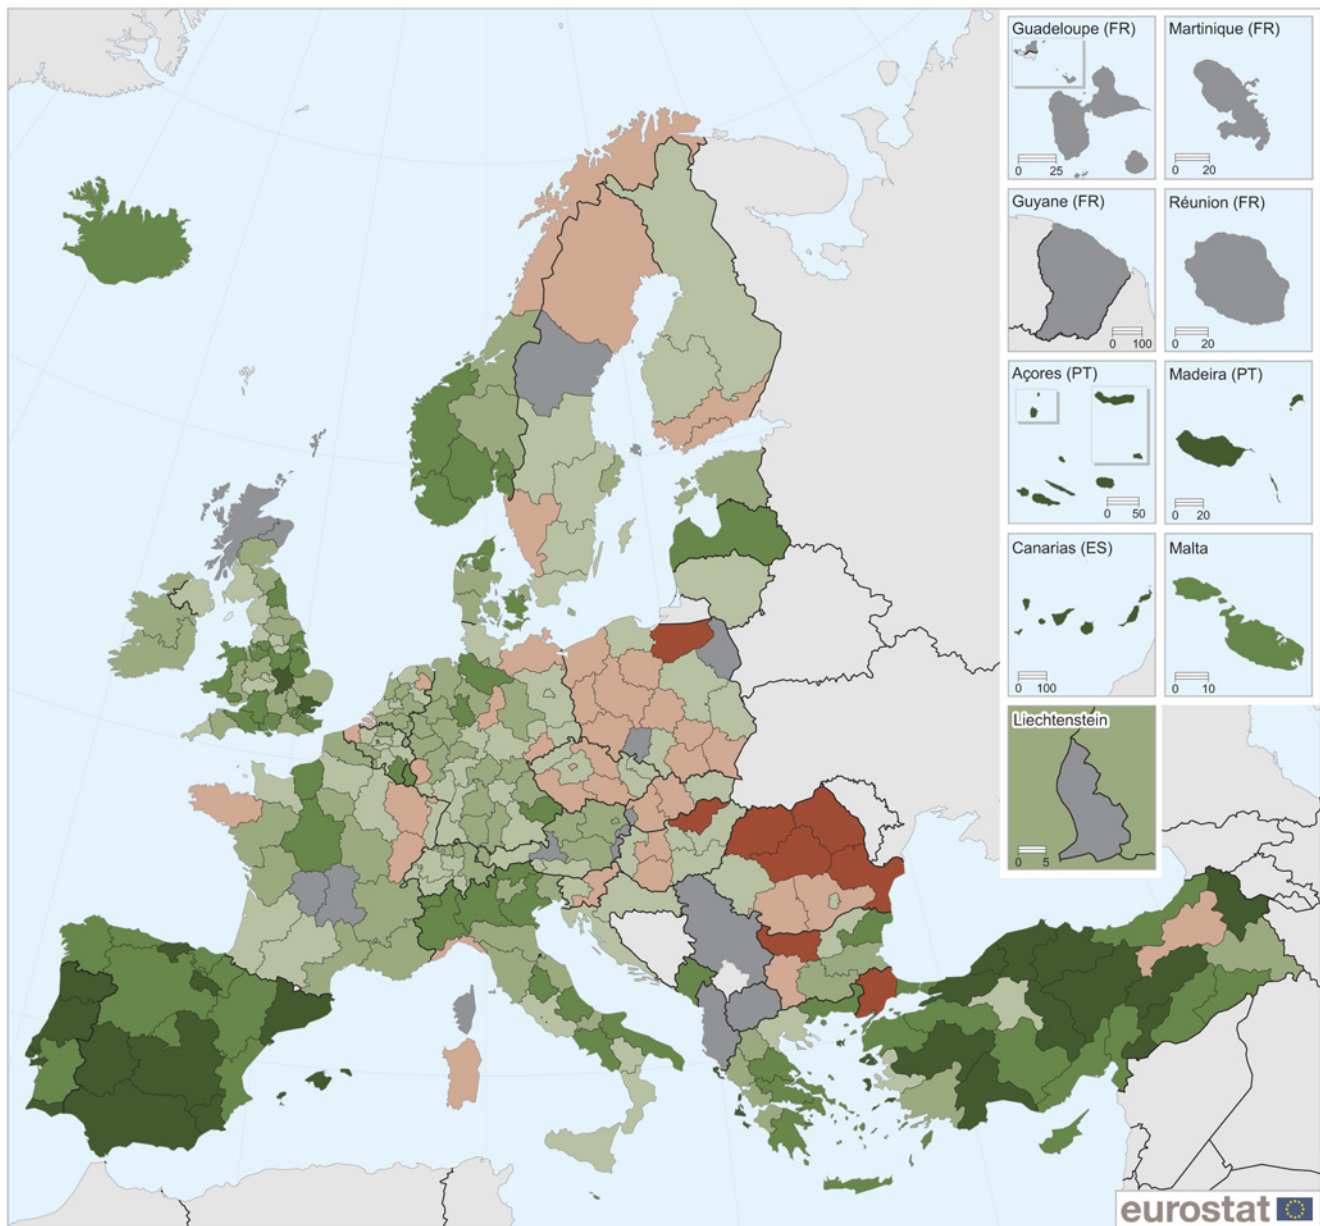 Guadeloupe (FR)
0 25
Martinique (FR)
0 20
Guyane (FR)
0 100
Réunion (FR)
0 20
Açores (PT)
0 50
Madeira (PT)
0 20
Canarias (ES)
0 100
Malta
0 10
Liechtenstein
0 5
eurostat